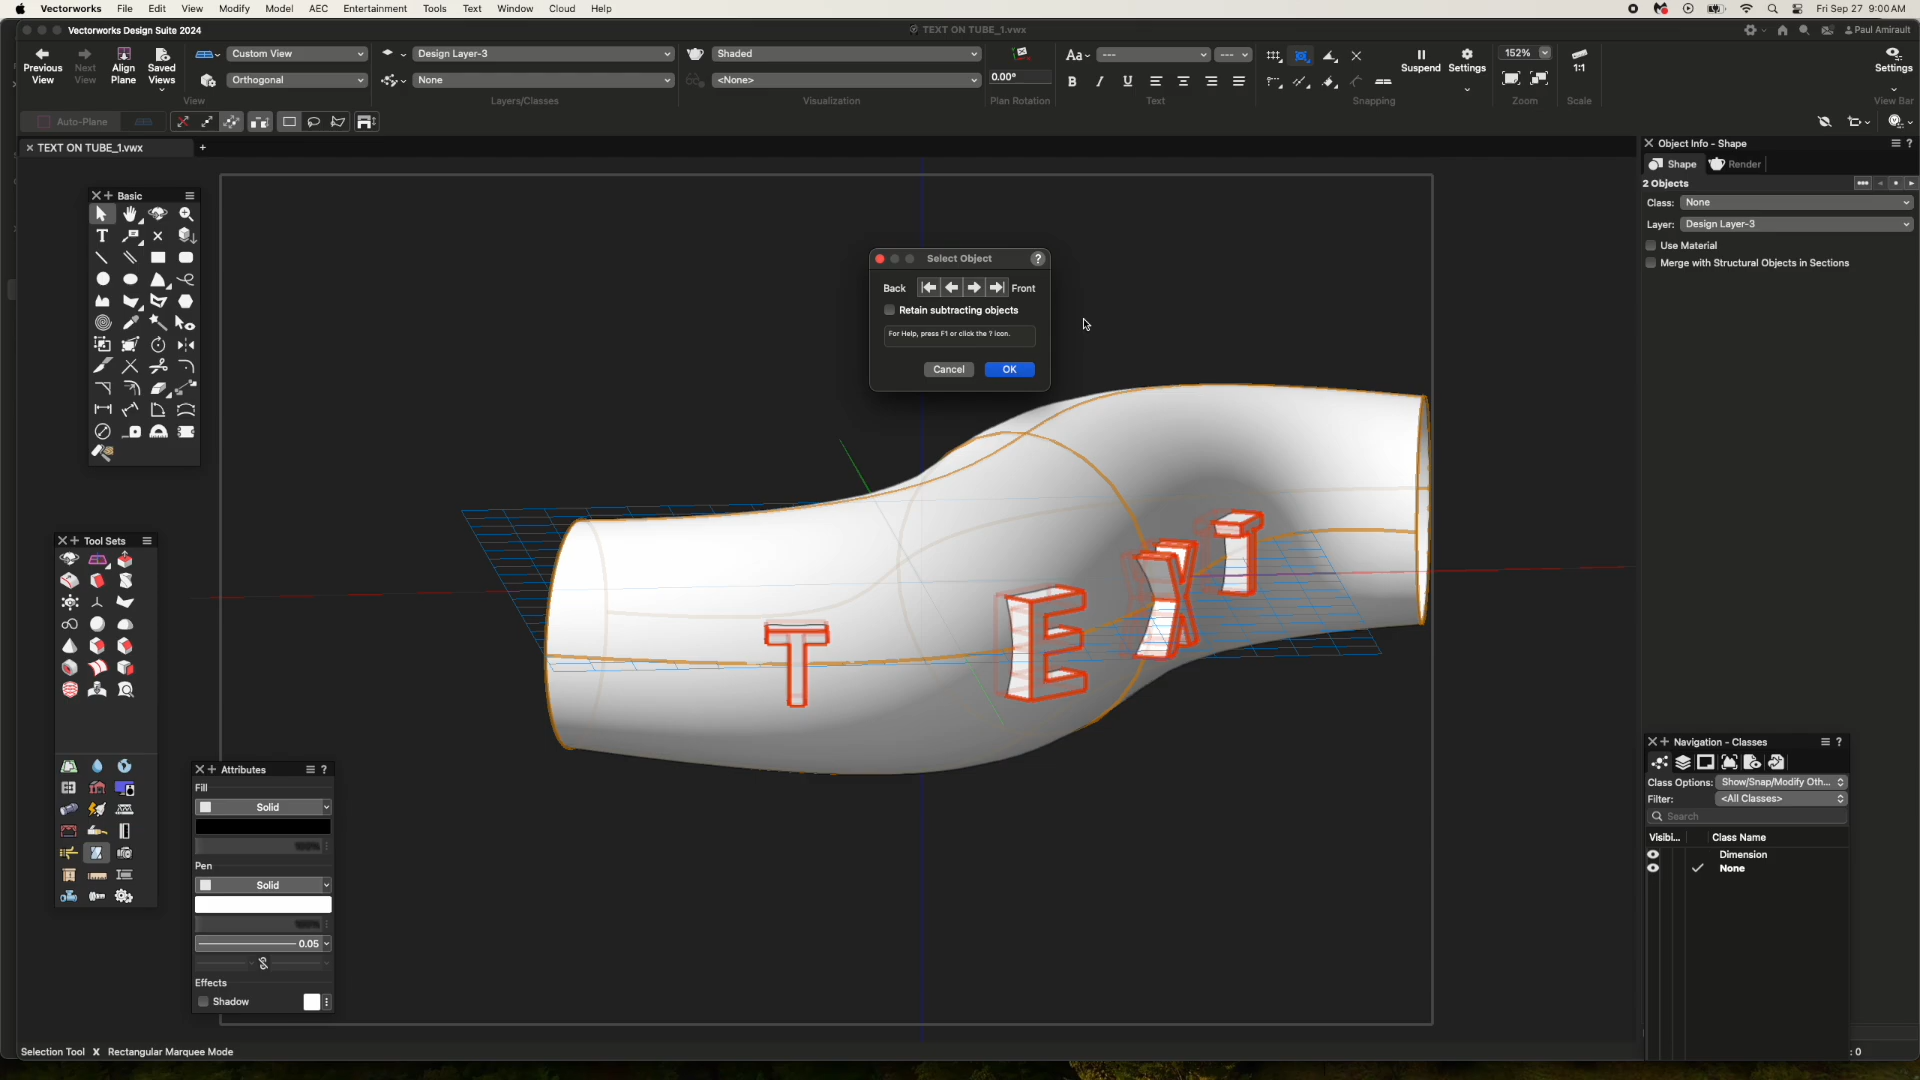 Vectorworks File Edit View Modify Model AEC Entertainment Tools Text Window Cloud Help
Fri Sep 27 9:00 AM
Vectorworks Design Suite 2024
TEXT ON TUBE_1.vwx
Paul Amirault
Previous View
Next View
Align Plane
Saved Views
Custom View
Orthogonal
View
Design Layer-3
None
Layers/Classes
Shaded
<None>
Visualization
0.00°
Plan Rotation
Aa
---
---
B I U
Text
Suspend
Settings
Snapping
152%
Zoom
1:1
Scale
Settings
View Bar
Auto-Plane
TEXT ON TUBE_1.vwx
Basic
Tool Sets
Select Object
Back
Front
Retain subtracting objects
For Help, press F1 or click the ? icon.
Cancel
OK
T E X T
Attributes
Fill
Solid
100%
Pen
Solid
100%
0.05
Effects
Shadow
Object Info - Shape
Shape
Render
2 Objects
Class: None
Layer: Design Layer-3
Use Material
Merge with Structural Objects in Sections
Navigation - Classes
Class Options: Show/Snap/Modify Oth...
Filter: <All Classes>
Search
Visibi... Class Name
Dimension
None
Selection Tool X Rectangular Marquee Mode
: 0